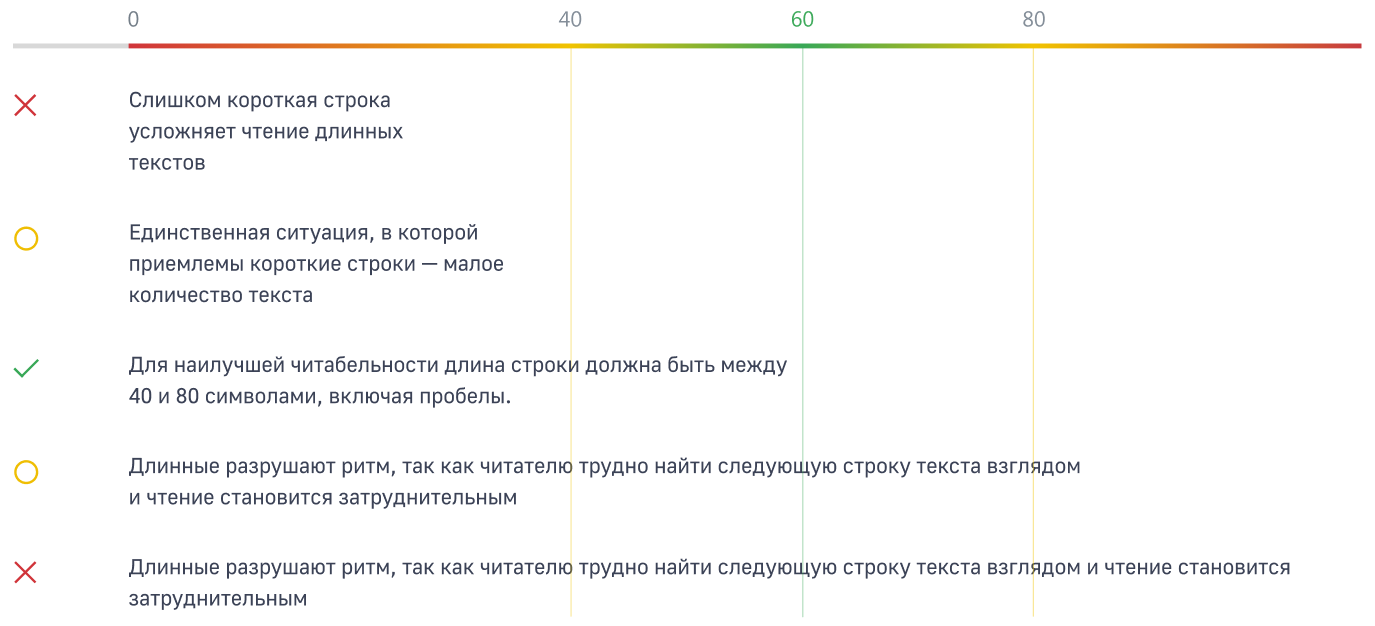 0 40 60 80
Слишком короткая строка
усложняет чтение длинных
текстов
Единственная ситуация, в которой
приемлемы короткие строки — малое
количество текста
Для наилучшей читабельности длина строки должна быть между
40 и 80 символами, включая пробелы.
Длинные разрушают ритм, так как читателю трудно найти следующую строку текста взглядом
и чтение становится затруднительным
Длинные разрушают ритм, так как читателю трудно найти следующую строку текста взглядом и чтение становится
затруднительным